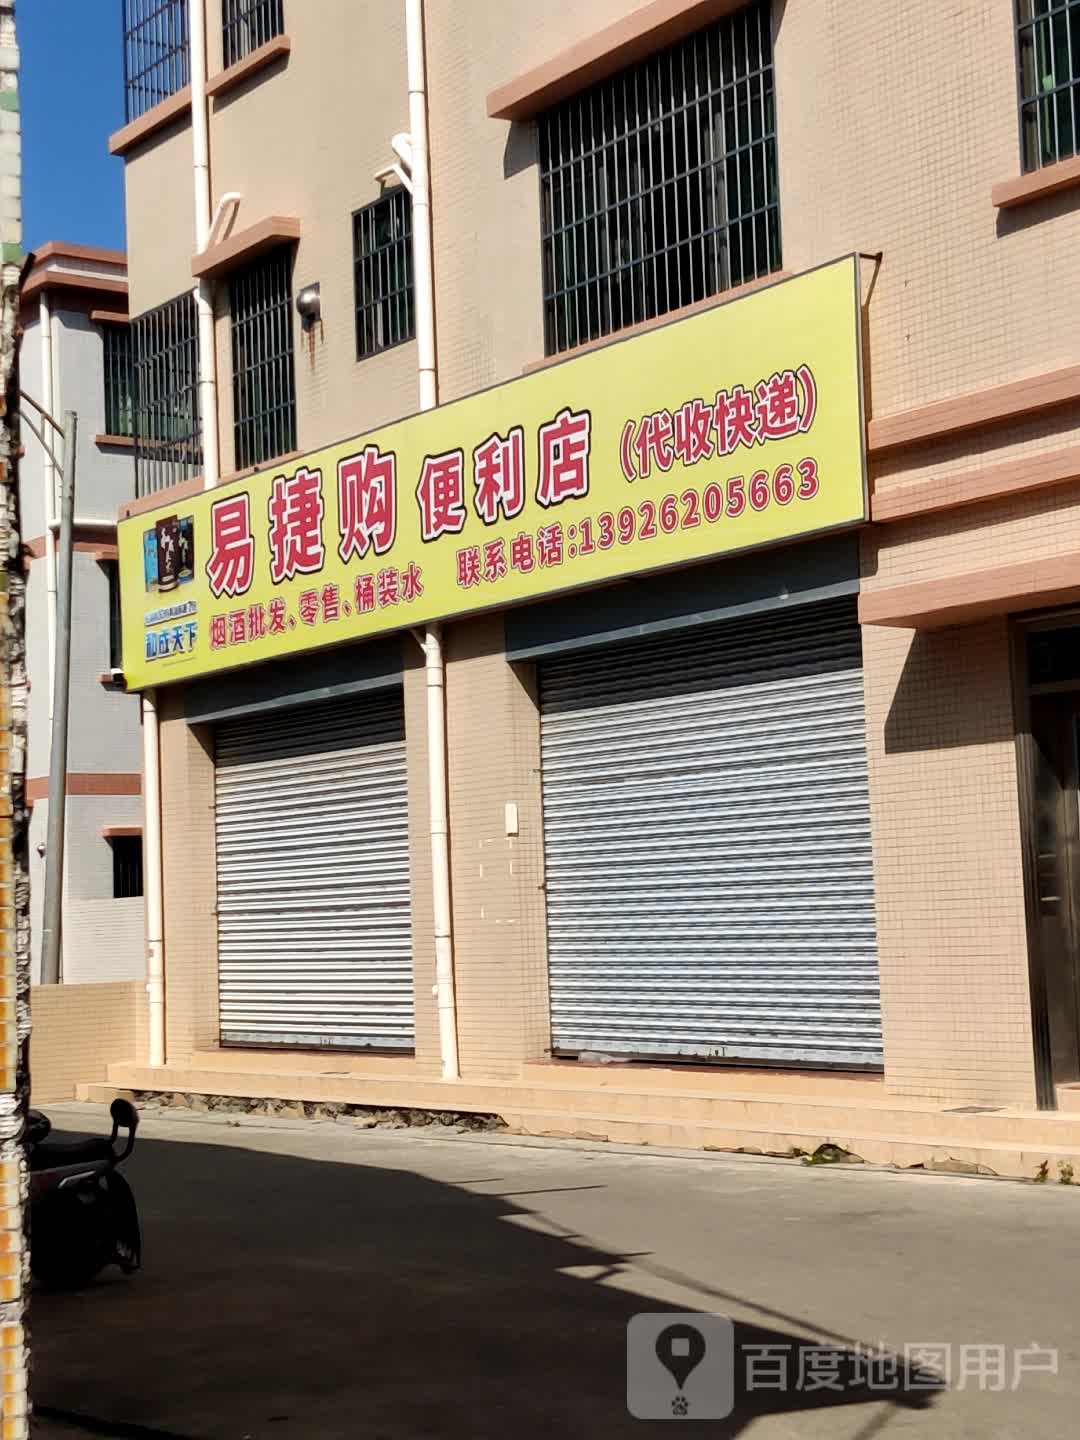 易捷购便利店（代收快递）
烟酒批发、零售、桶装水 联系电话:13926205663
和成天下
百度地图用户